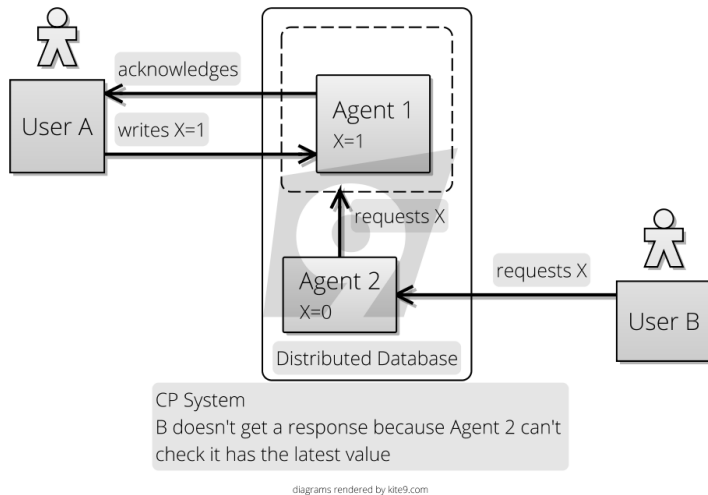 acknowledges
User A
writes X=1
Agent 1
X=1
requests X
Agent 2
X=0
requests X
User B
Distributed Database
CP System
B doesn't get a response because Agent 2 can't
check it has the latest value
diagrams rendered by kite9.com